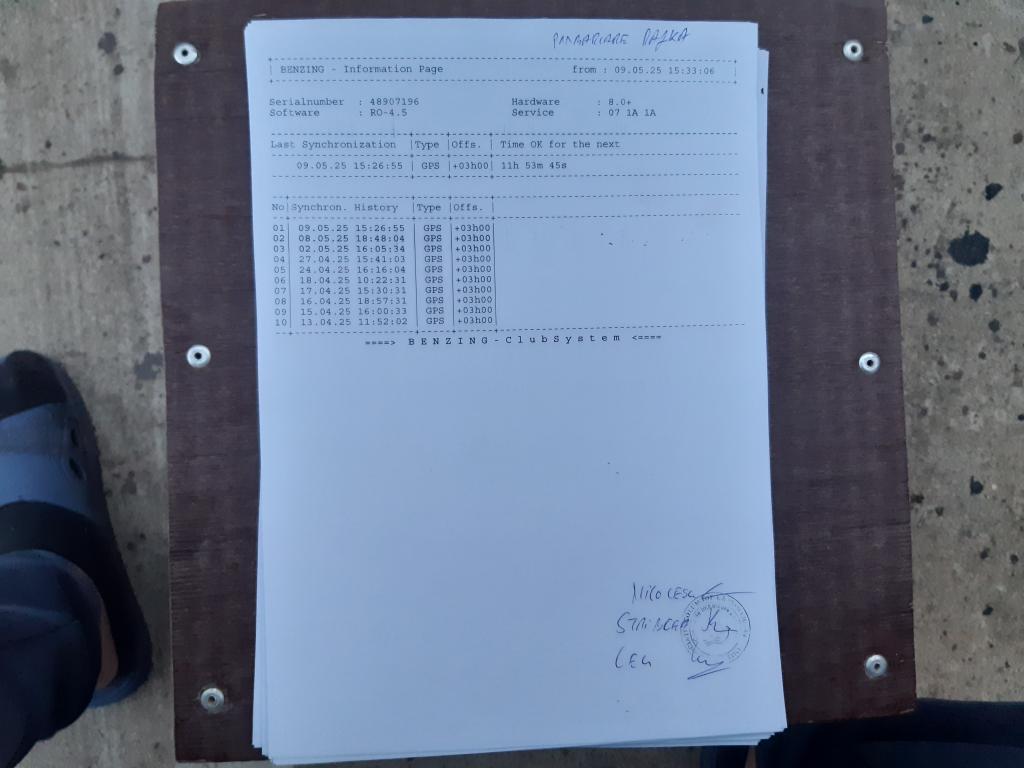 BENZING - Information Page from : 09.05.25 15:33:06
Serialnumber : 48907196 Hardware : 8.0+
Software : RO-4.5 Service : 07 1A 1A
Last Synchronization |Type |Offs. | Time OK for the next
09.05.25 15:26:55 | GPS |+03h00| 11h 53m 45s
No|Synchron. History |Type |Offs. |
01| 09.05.25 15:26:55 | GPS |+03h00|
02| 08.05.25 18:48:04 | GPS |+03h00|
03| 02.05.25 16:05:34 | GPS |+03h00|
04| 27.04.25 15:41:03 | GPS |+03h00|
05| 24.04.25 16:16:04 | GPS |+03h00|
06| 18.04.25 10:22:31 | GPS |+03h00|
07| 17.04.25 15:30:31 | GPS |+03h00|
08| 16.04.25 18:57:31 | GPS |+03h00|
09| 15.04.25 16:00:33 | GPS |+03h00|
10| 13.04.25 11:52:02 | GPS |+03h00|
====> B E N Z I N G - C l u b S y s t e m <====